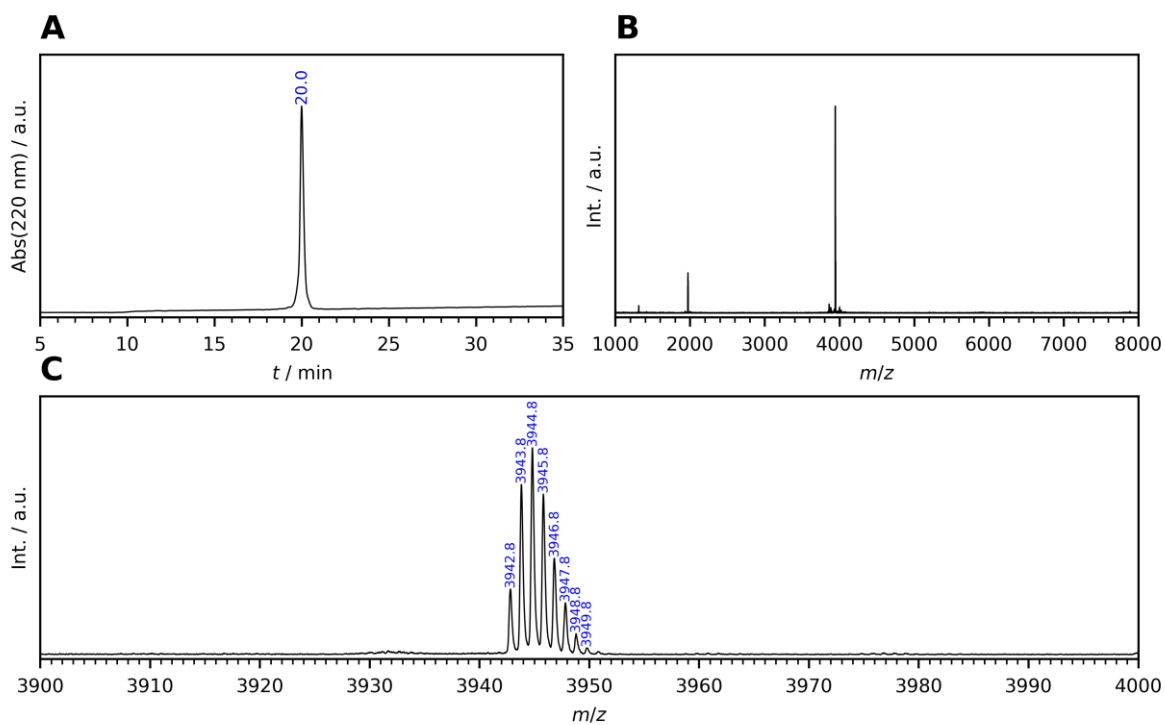 A
Abs(220 nm) / a.u.
20.0
5 10 15 20 25 30 35
t / min
B
Int. / a.u.
1000 2000 3000 4000 5000 6000 7000 8000
m/z
C
Int. / a.u.
3942.8
3943.8
3944.8
3945.8
3946.8
3947.8
3948.8
3949.8
3900 3910 3920 3930 3940 3950 3960 3970 3980 3990 4000
m/z